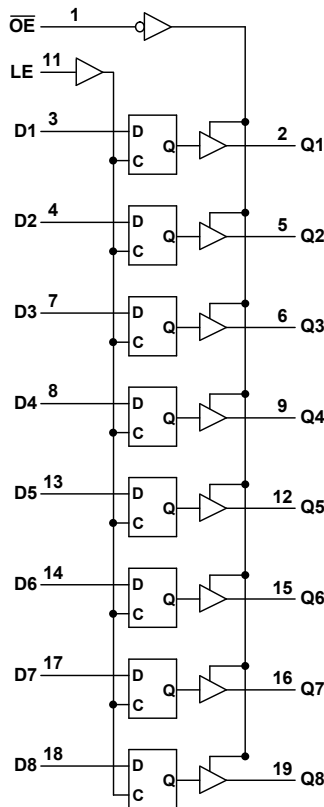 O̅E̅ 1
LE 11
D1 3 D C Q 2 Q1
D2 4 D C Q 5 Q2
D3 7 D C Q 6 Q3
D4 8 D C Q 9 Q4
D5 13 D C Q 12 Q5
D6 14 D C Q 15 Q6
D7 17 D C Q 16 Q7
D8 18 D C Q 19 Q8